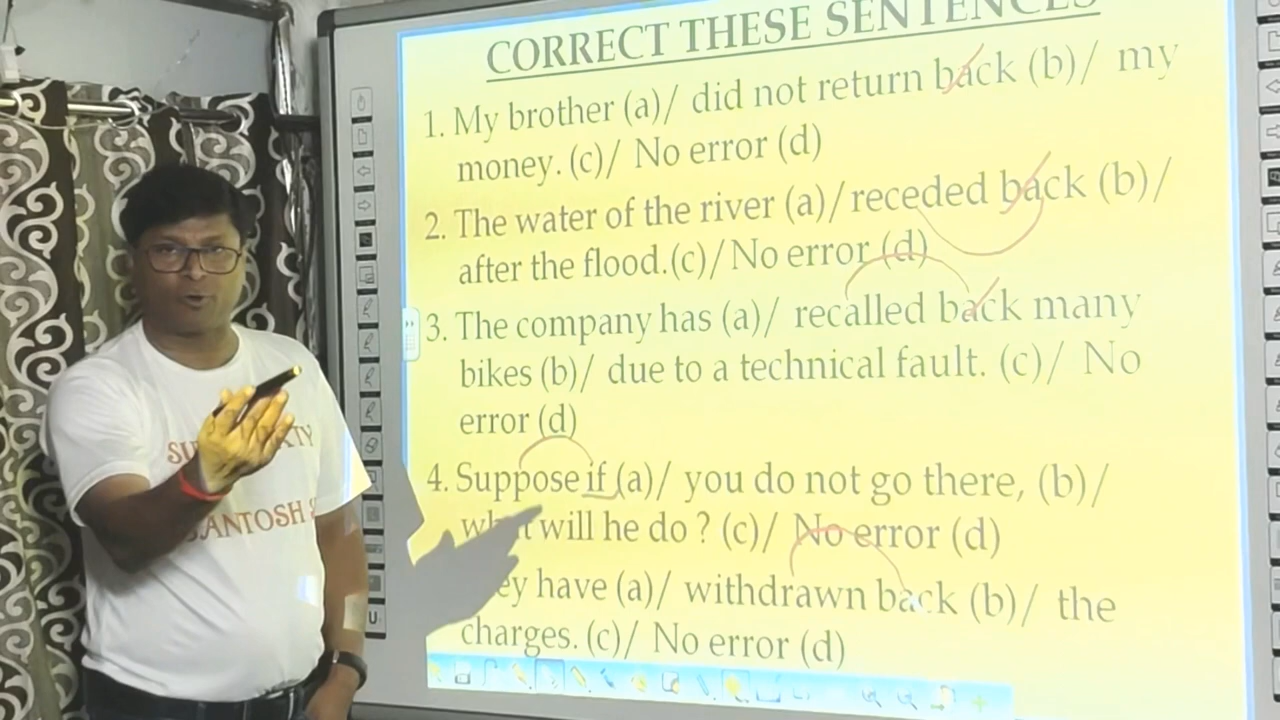 CORRECT THESE SENTENCES
1. My brother (a)/ did not return back (b)/ my
money. (c)/ No error (d)
2. The water of the river (a)/ receded back (b)/
after the flood.(c)/ No error (d)
3. The company has (a)/ recalled back many
bikes (b)/ due to a technical fault. (c)/ No
error (d)
4. Suppose if (a)/ you do not go there, (b)/
will he do ? (c)/ No error (d)
have (a)/ withdrawn back (b)/ the
charges. (c)/ No error (d)